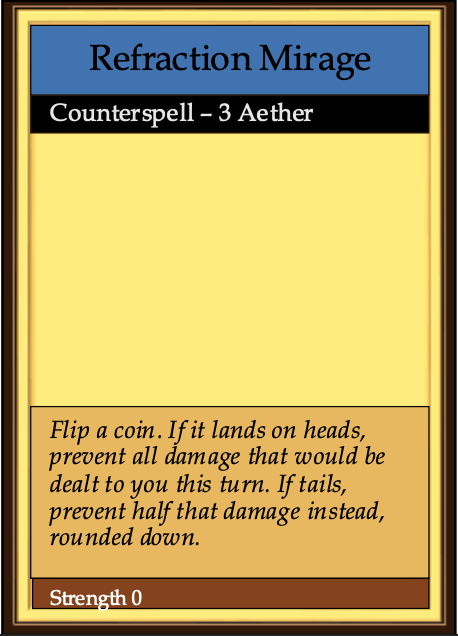 Refraction Mirage
Counterspell – 3 Aether
Flip a coin. If it lands on heads,
prevent all damage that would be
dealt to you this turn. If tails,
prevent half that damage instead,
rounded down.
Strength 0